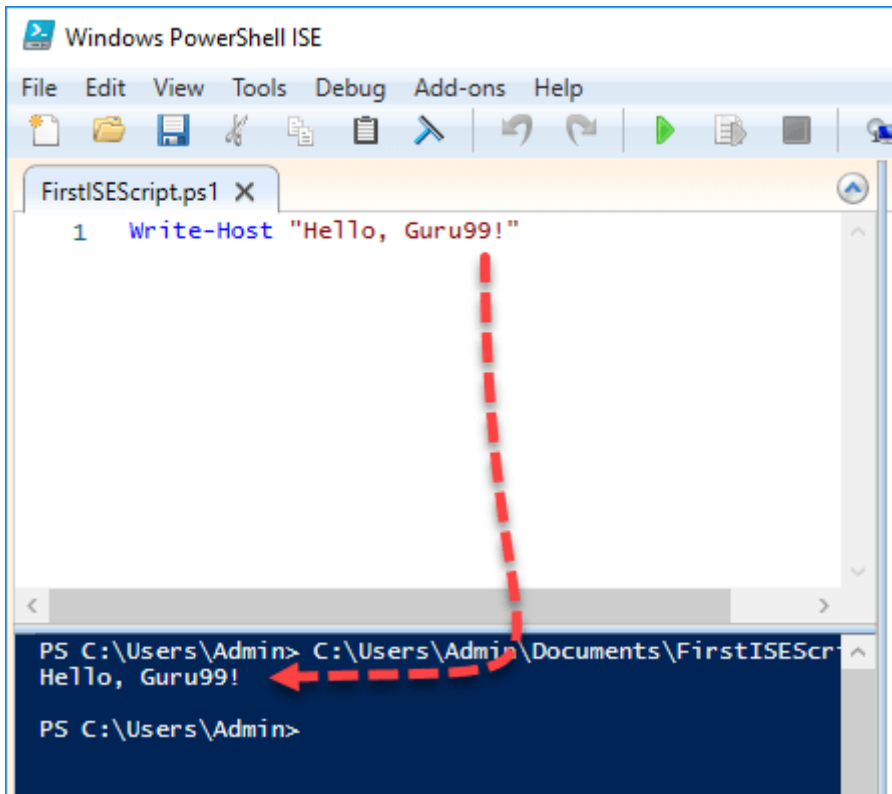 Windows PowerShell ISE
File Edit View Tools Debug Add-ons Help
FirstISEScript.ps1
1 Write-Host "Hello, Guru99!"
PS C:\Users\Admin> C:\Users\Admin\Documents\FirstISEScr
Hello, Guru99!
PS C:\Users\Admin>